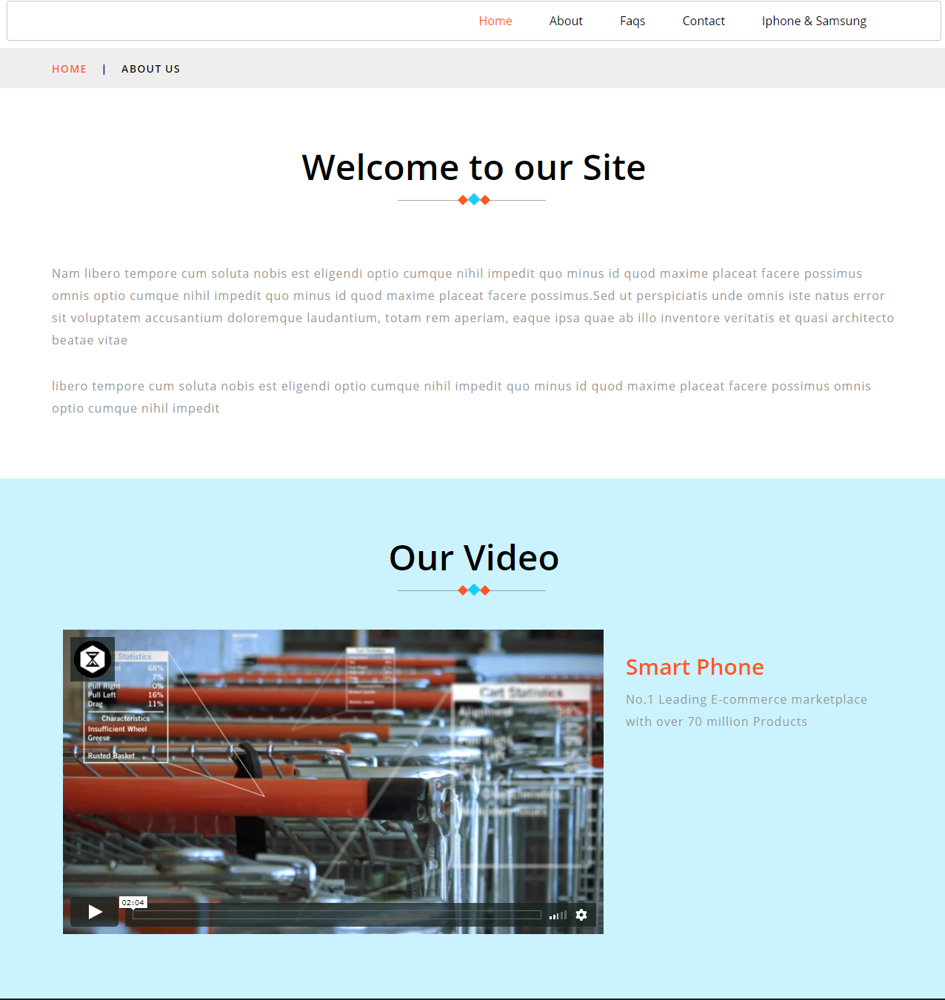 Home About Faqs Contact Iphone & Samsung
HOME | ABOUT US
Welcome to our Site
Nam libero tempore cum soluta nobis est eligendi optio cumque nihil impedit quo minus id quod maxime placeat facere possimus
omnis optio cumque nihil impedit quo minus id quod maxime placeat facere possimus.Sed ut perspiciatis unde omnis iste natus error
sit voluptatem accusantium doloremque laudantium, totam rem aperiam, eaque ipsa quae ab illo inventore veritatis et quasi architecto
beatae vitae
libero tempore cum soluta nobis est eligendi optio cumque nihil impedit quo minus id quod maxime placeat facere possimus omnis
optio cumque nihil impedit
Our Video
Statistics
68%
7%
Pull Right 0%
Pull Left 16%
Drag 11%
Characteristics
Insufficient Wheel
Greese
Rusted Basket
Cart Statistics
Alignment
02:04
Smart Phone
No.1 Leading E-commerce marketplace
with over 70 million Products